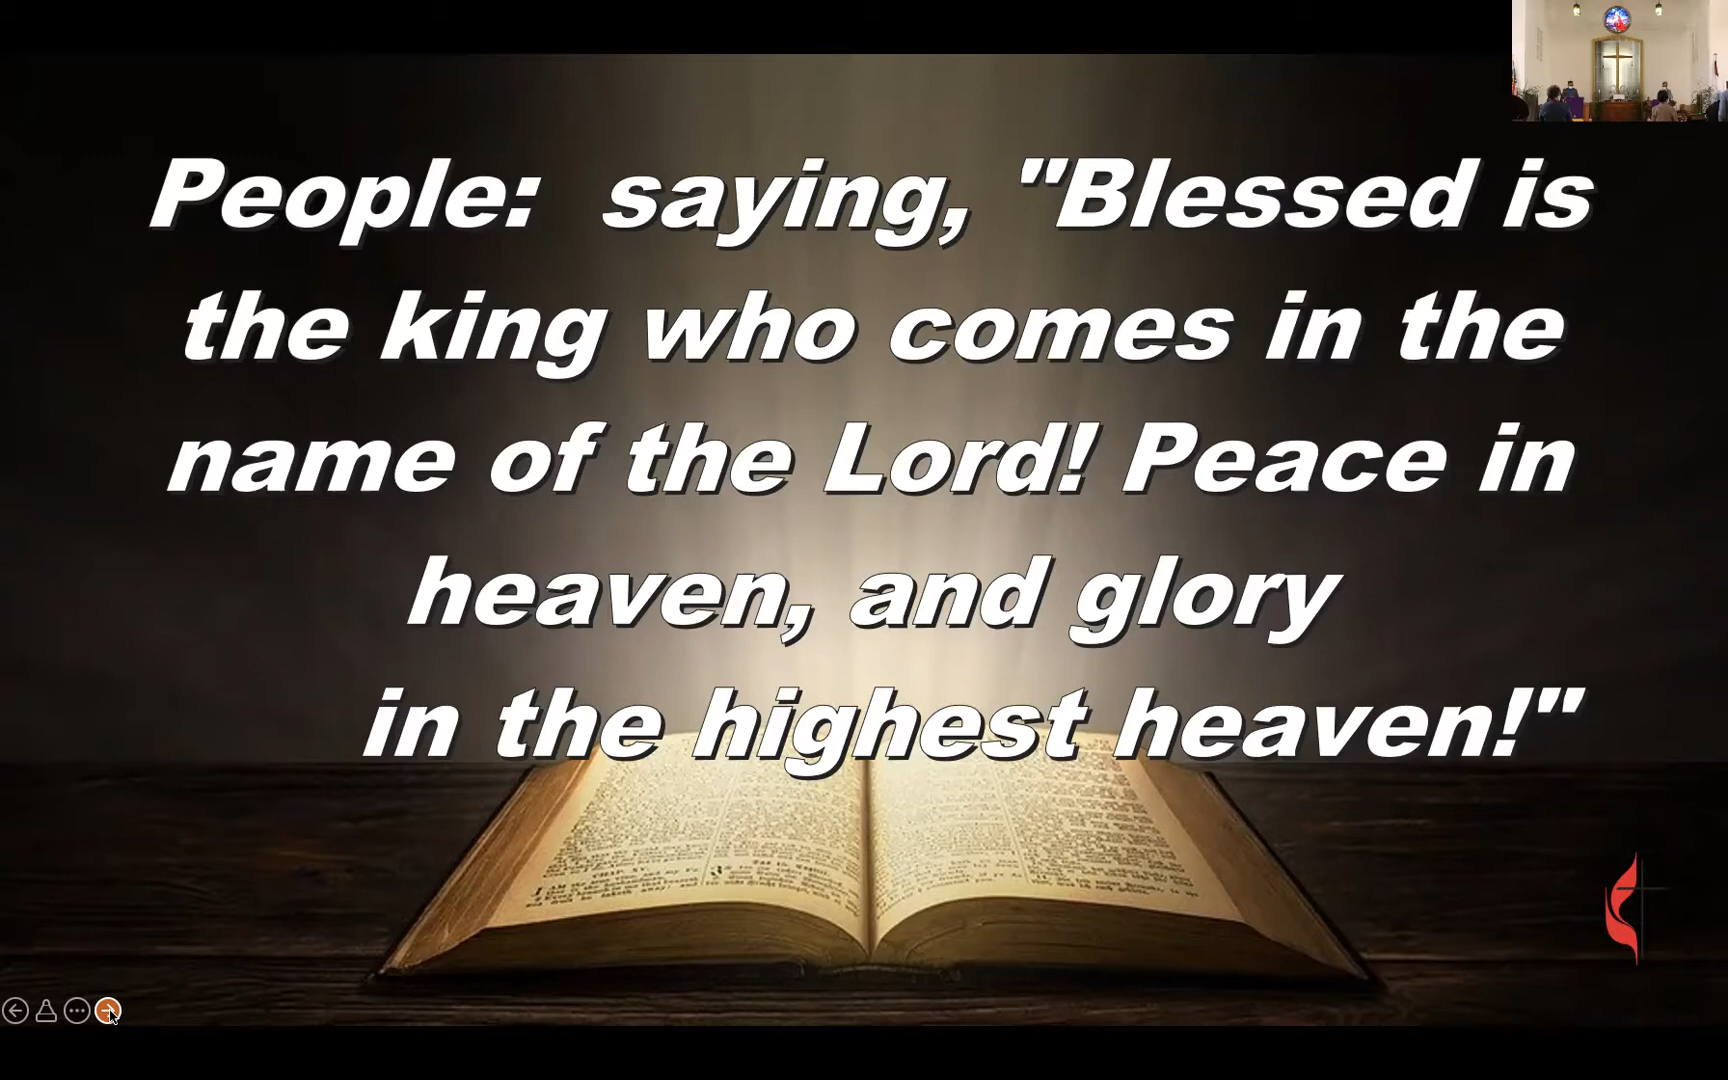 People:  saying, "Blessed is
the king who comes in the
name of the Lord! Peace in
heaven, and glory
in the highest heaven!"